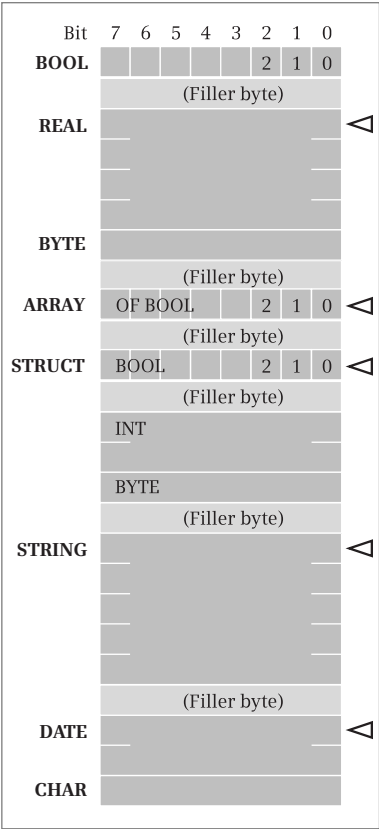 Bit 7 6 5 4 3 2 1 0
BOOL 2 1 0
(Filler byte)
REAL
BYTE
(Filler byte)
ARRAY OF BOOL 2 1 0
(Filler byte)
STRUCT BOOL 2 1 0
(Filler byte)
INT
BYTE
(Filler byte)
STRING
(Filler byte)
DATE
CHAR